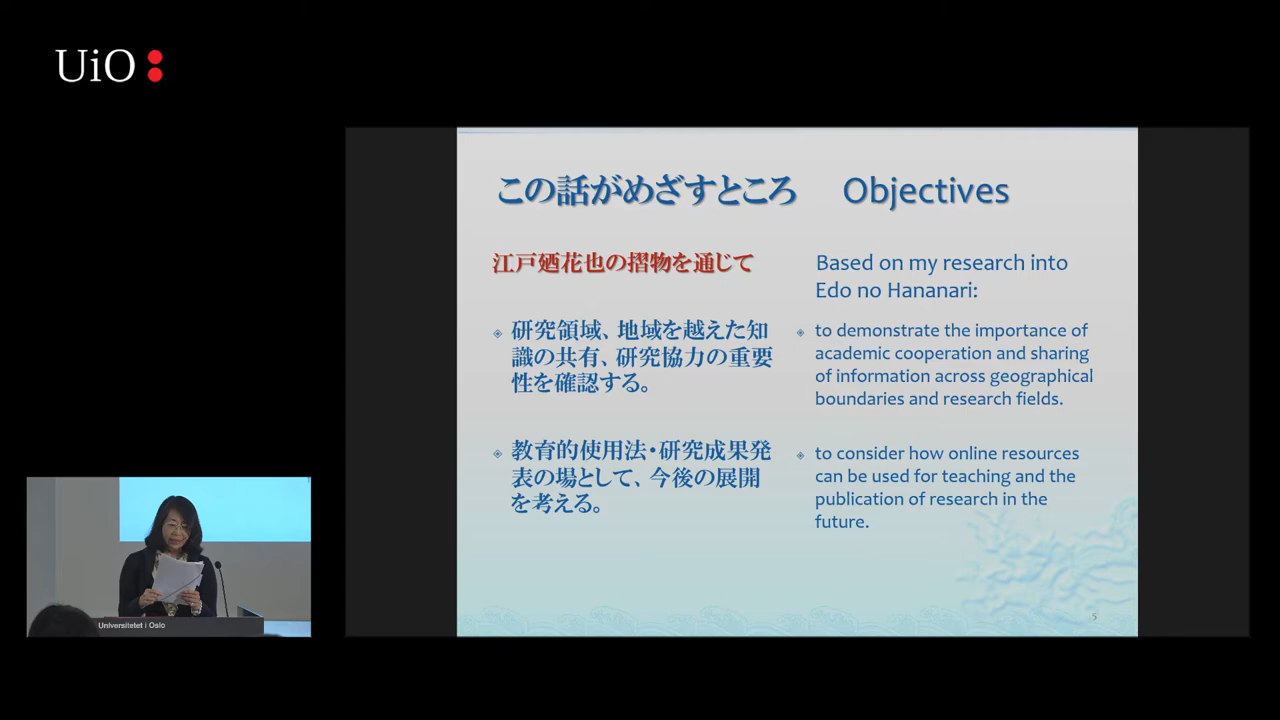 UiO:
この話がめざすところ Objectives
江戸廼花也の摺物を通じて
研究領域、地域を越えた知
識の共有、研究協力の重要
性を確認する。
教育的使用法・研究成果発
表の場として、今後の展開
を考える。
Based on my research into
Edo no Hananari:
to demonstrate the importance of
academic cooperation and sharing
of information across geographical
boundaries and research fields.
to consider how online resources
can be used for teaching and the
publication of research in the
future.
5
Universitetet i Oslo